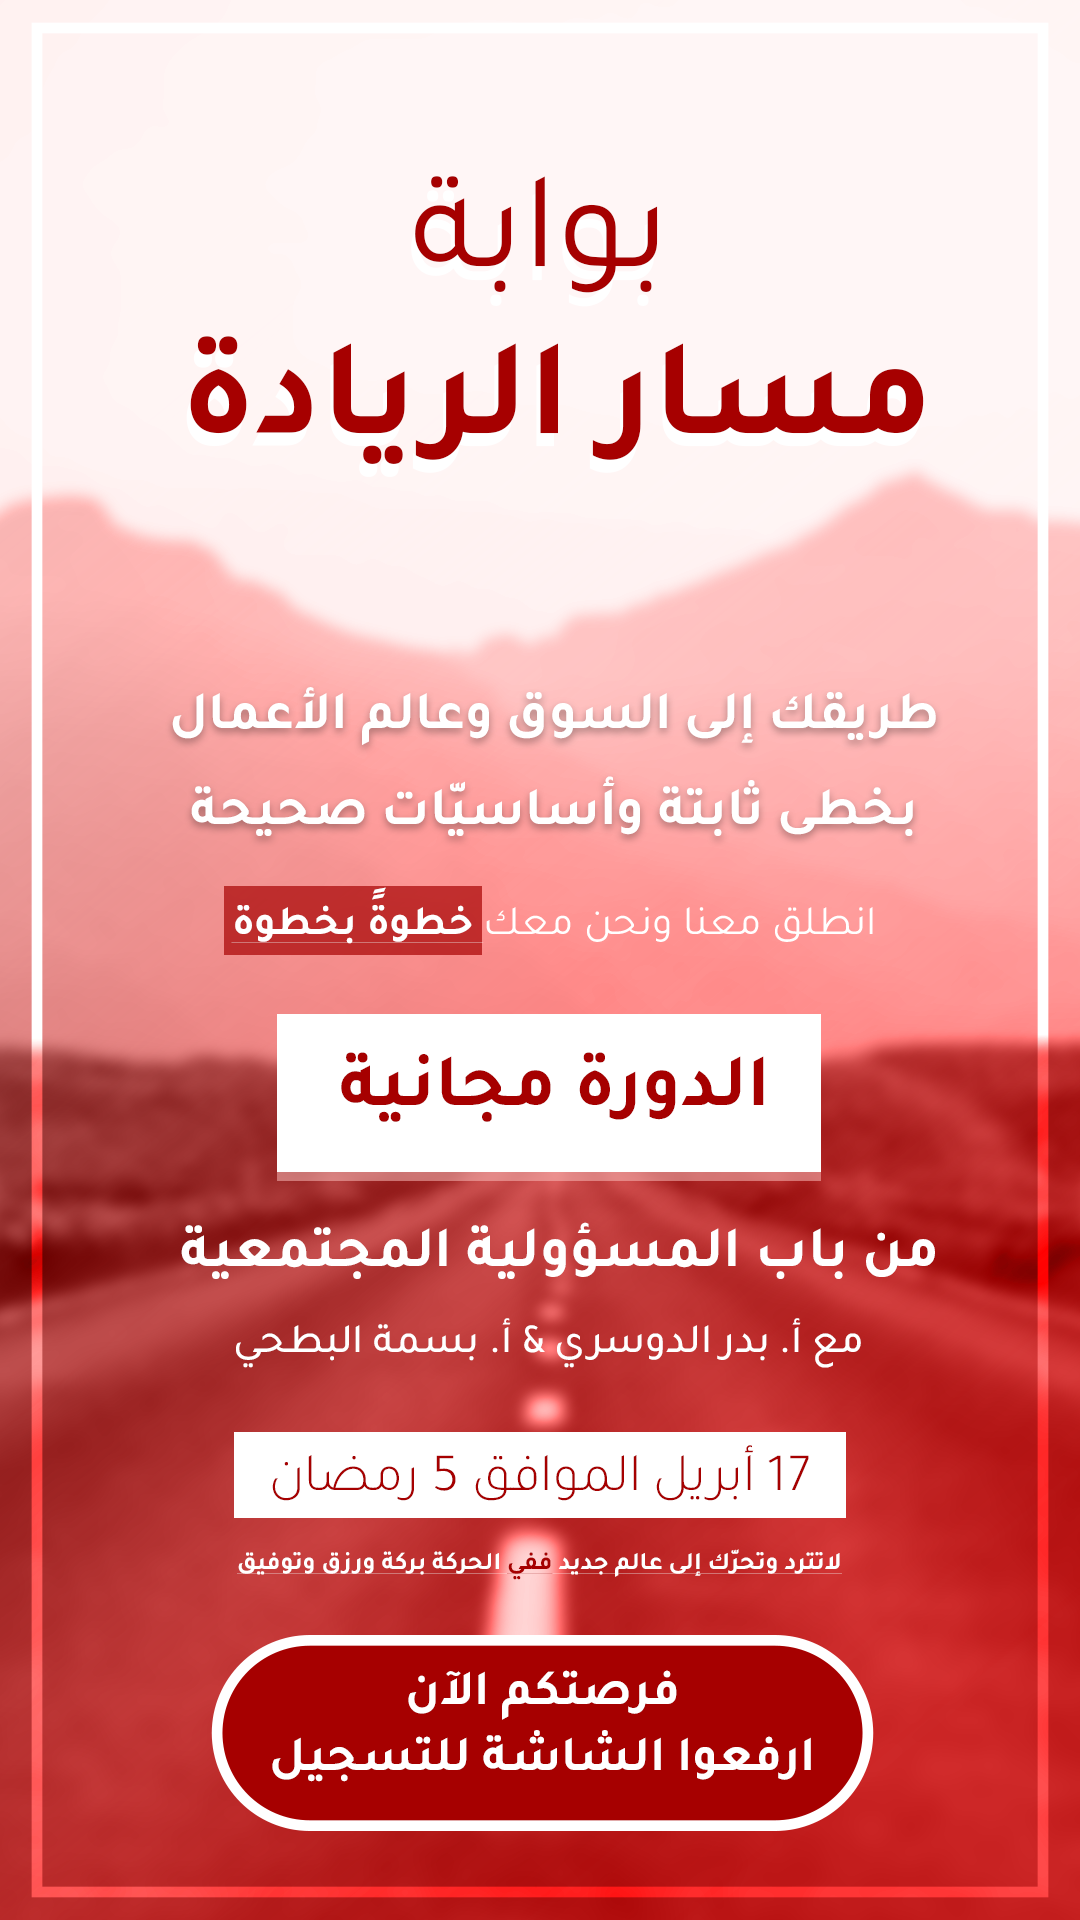 بوابة
مسار الريادة
طريقك إلى السوق وعالم الأعمال
بخطى ثابتة وأساسيّات صحيحة
انطلق معنا ونحن معك خطوةً بخطوة
الدورة مجانية
من باب المسؤولية المجتمعية
مع أ. بدر الدوسري & أ. بسمة البطحي
17 أبريل الموافق 5 رمضان
لاتترد وتحرّك إلى عالم جديد ففي الحركة بركة ورزق وتوفيق
فرصتكم الآن
ارفعوا الشاشة للتسجيل